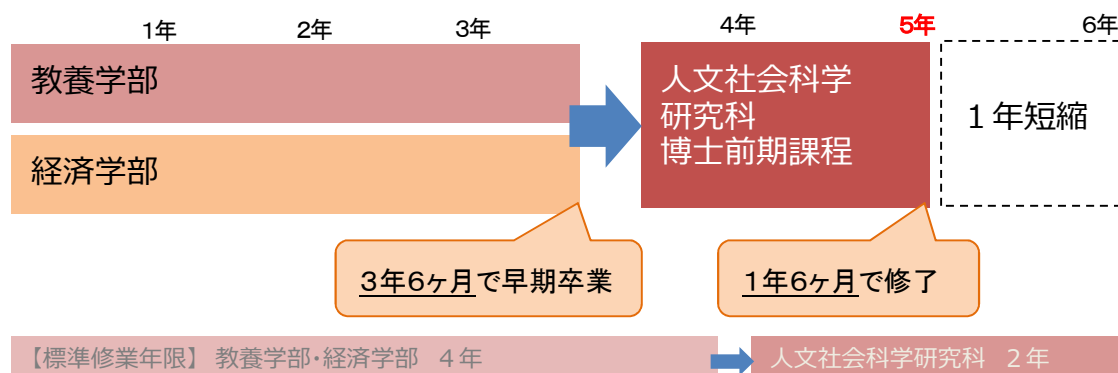 1年 2年 3年 4年 5年 6年
教養学部
経済学部
人文社会科学
研究科
博士前期課程
１年短縮
3年6ヶ月で早期卒業
1年6ヶ月で修了
【標準修業年限】 教養学部・経済学部 ４年
人文社会科学研究科 ２年